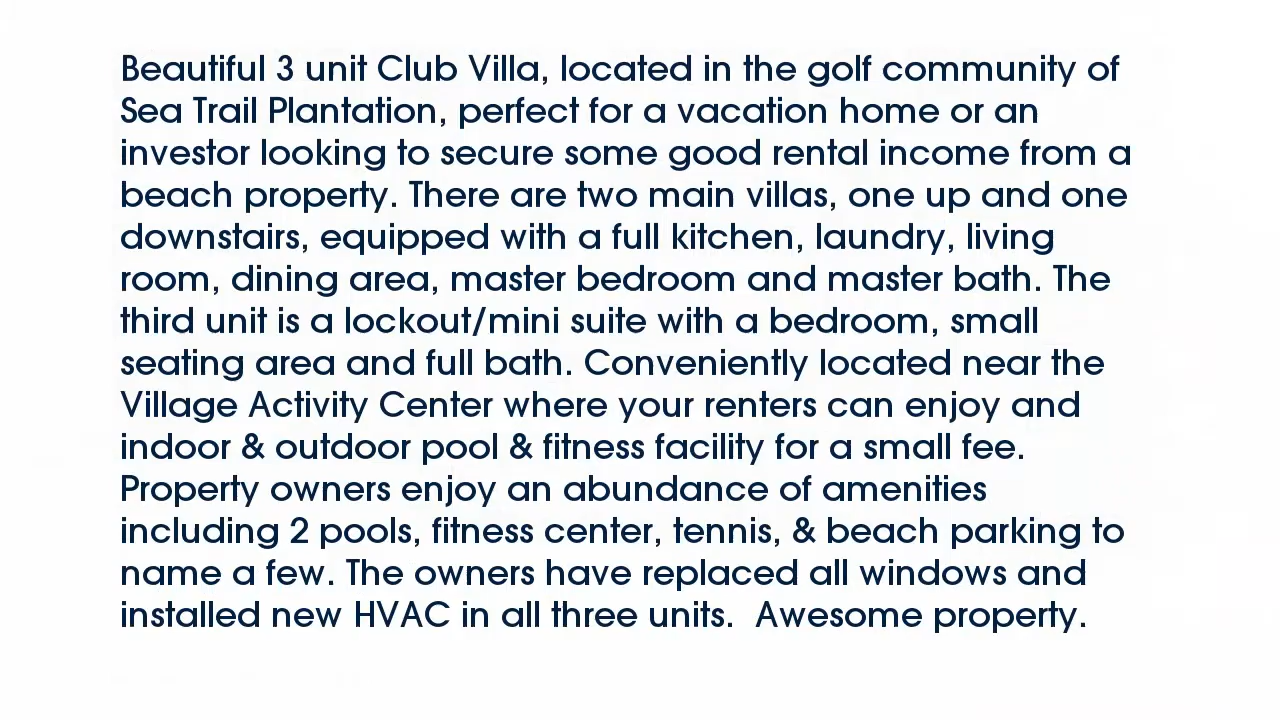 Beautiful 3 unit Club Villa, located in the golf community of
Sea Trail Plantation, perfect for a vacation home or an
investor looking to secure some good rental income from a
beach property. There are two main villas, one up and one
downstairs, equipped with a full kitchen, laundry, living
room, dining area, master bedroom and master bath. The
third unit is a lockout/mini suite with a bedroom, small
seating area and full bath. Conveniently located near the
Village Activity Center where your renters can enjoy and
indoor & outdoor pool & fitness facility for a small fee.
Property owners enjoy an abundance of amenities
including 2 pools, fitness center, tennis, & beach parking to
name a few. The owners have replaced all windows and
installed new HVAC in all three units.  Awesome property.